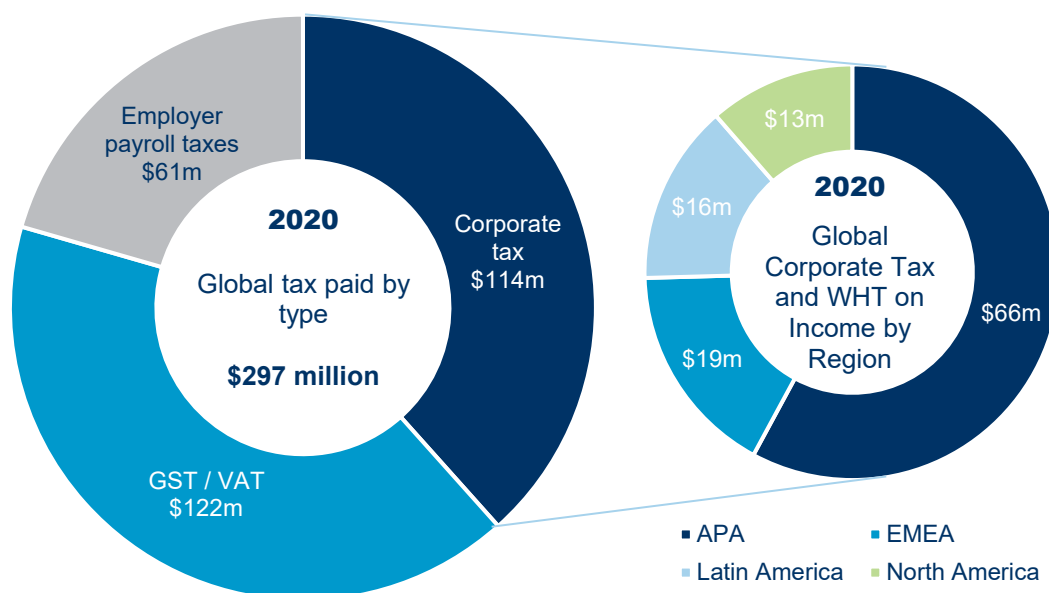 Employer
payroll taxes
$61m
2020
Global tax paid by
type
$297 million
Corporate
tax
$114m
GST / VAT
$122m
$13m
$16m
$19m
$66m
2020
Global
Corporate Tax
and WHT on
Income by
Region
APA
EMEA
Latin America
North America